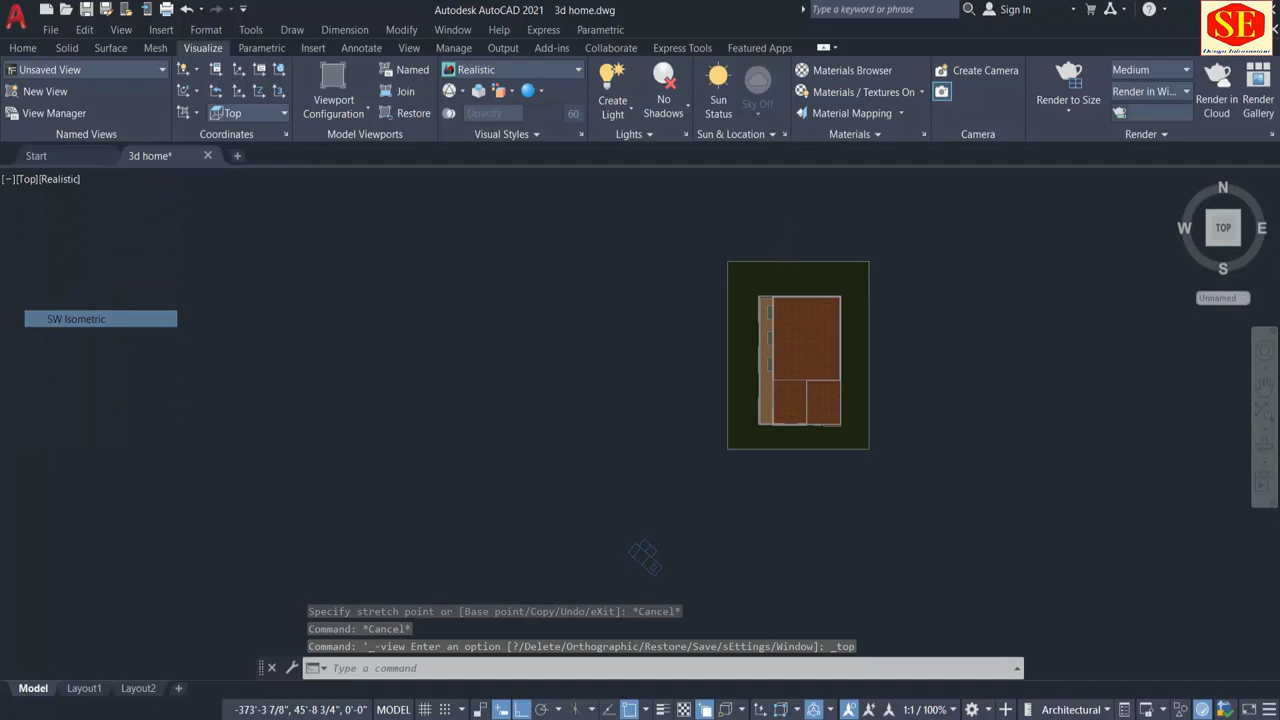 Autodesk AutoCAD 2021 3d home.dwg
Type a keyword or phrase
Sign In
SE
Design Information
File Edit View Insert Format Tools Draw Dimension Modify Window Help Express Parametric
Home Solid Surface Mesh Visualize Parametric Insert Annotate View Manage Output Add-ins Collaborate Express Tools Featured Apps
Unsaved View
New View
View Manager
Named Views
Top
Coordinates
Viewport
Configuration
Named
Join
Restore
Model Viewports
Realistic
Opacity 60
Visual Styles
Create
Light
No
Shadows
Lights
Sun
Status
Sky Off
Sun & Location
Materials Browser
Materials / Textures On
Material Mapping
Materials
Create Camera
Camera
Render to Size
Medium
Render in Wi...
Render in
Cloud
Render
Gallery
Render
Start 3d home*
[−][Top][Realistic]
N
W TOP E
S
Unnamed
SW Isometric
Specify stretch point or [Base point/Copy/Undo/eXit]: *Cancel*
Command: *Cancel*
Command: '_-view Enter an option [?/Delete/Orthographic/Restore/Save/sEttings/Window]: _top
Type a command
Model Layout1 Layout2
-373'-3 7/8", 45'-8 3/4", 0'-0" MODEL 1:1 / 100% Architectural